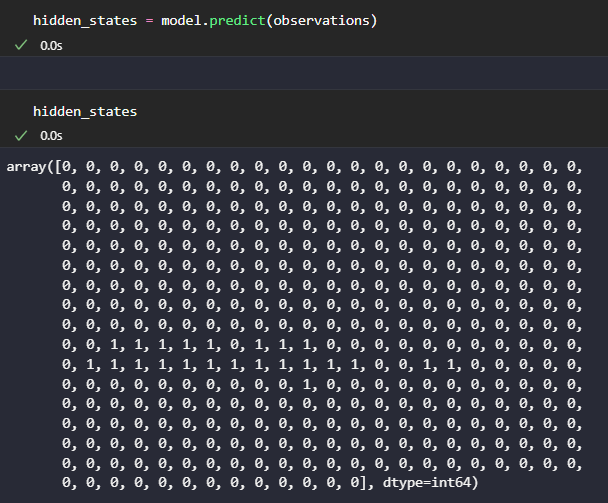 hidden_states = model.predict(observations)
0.0s
hidden_states
0.0s
array([0, 0, 0, 0, 0, 0, 0, 0, 0, 0, 0, 0, 0, 0, 0, 0, 0, 0, 0, 0, 0, 0,
0, 0, 0, 0, 0, 0, 0, 0, 0, 0, 0, 0, 0, 0, 0, 0, 0, 0, 0, 0, 0, 0,
0, 0, 0, 0, 0, 0, 0, 0, 0, 0, 0, 0, 0, 0, 0, 0, 0, 0, 0, 0, 0, 0,
0, 0, 0, 0, 0, 0, 0, 0, 0, 0, 0, 0, 0, 0, 0, 0, 0, 0, 0, 0, 0, 0,
0, 0, 0, 0, 0, 0, 0, 0, 0, 0, 0, 0, 0, 0, 0, 0, 0, 0, 0, 0, 0, 0,
0, 0, 0, 0, 0, 0, 0, 0, 0, 0, 0, 0, 0, 0, 0, 0, 0, 0, 0, 0, 0, 0,
0, 0, 0, 0, 0, 0, 0, 0, 0, 0, 0, 0, 0, 0, 0, 0, 0, 0, 0, 0, 0, 0,
0, 0, 0, 0, 0, 0, 0, 0, 0, 0, 0, 0, 0, 0, 0, 0, 0, 0, 0, 0, 0, 0,
0, 0, 0, 0, 0, 0, 0, 0, 0, 0, 0, 0, 0, 0, 0, 0, 0, 0, 0, 0, 0, 0,
0, 0, 1, 1, 1, 1, 1, 0, 1, 1, 1, 0, 0, 0, 0, 0, 0, 0, 0, 0, 0, 0,
0, 1, 1, 1, 1, 1, 1, 1, 1, 1, 1, 1, 1, 0, 0, 1, 1, 0, 0, 0, 0, 0,
0, 0, 0, 0, 0, 0, 0, 0, 0, 0, 1, 0, 0, 0, 0, 0, 0, 0, 0, 0, 0, 0,
0, 0, 0, 0, 0, 0, 0, 0, 0, 0, 0, 0, 0, 0, 0, 0, 0, 0, 0, 0, 0, 0,
0, 0, 0, 0, 0, 0, 0, 0, 0, 0, 0, 0, 0, 0, 0, 0, 0, 0, 0, 0, 0, 0,
0, 0, 0, 0, 0, 0, 0, 0, 0, 0, 0, 0, 0, 0, 0, 0, 0, 0, 0, 0, 0, 0,
0, 0, 0, 0, 0, 0, 0, 0, 0, 0, 0, 0, 0, 0, 0, 0, 0, 0, 0, 0, 0, 0,
0, 0, 0, 0, 0, 0, 0, 0, 0, 0, 0, 0, 0], dtype=int64)